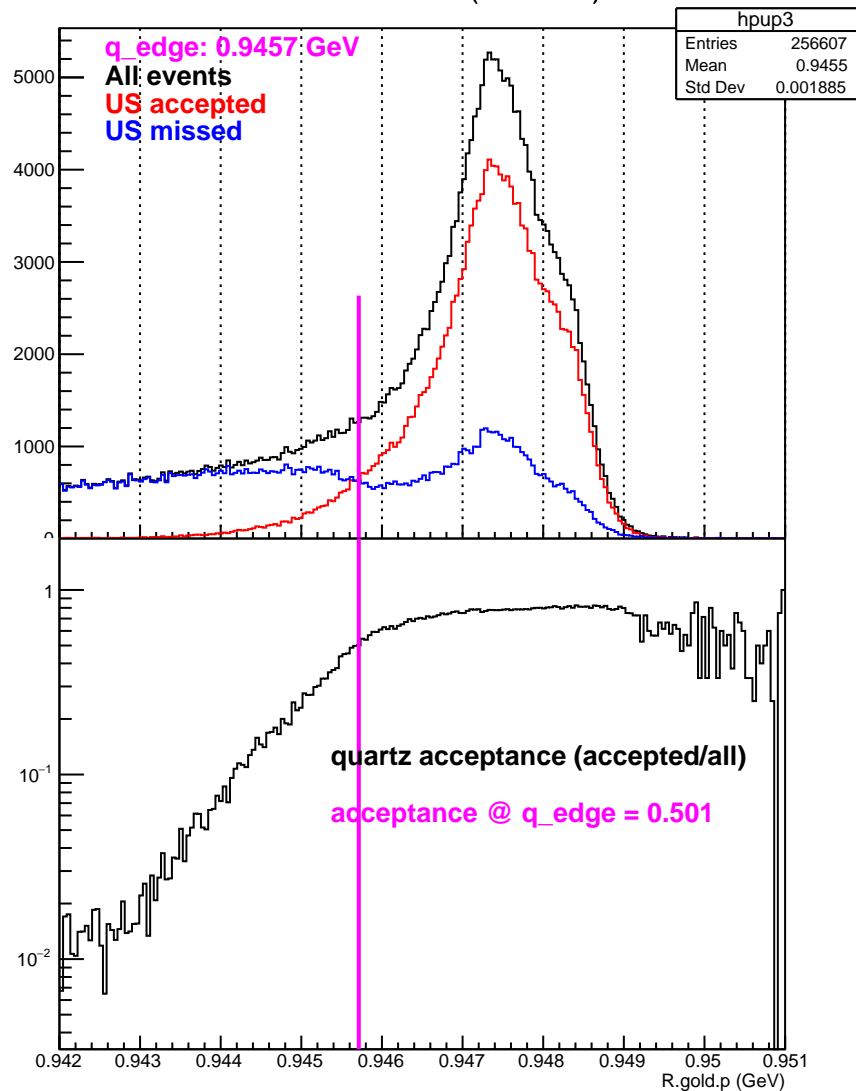 hpup3
Entries 256607
Mean 0.9455
Std Dev 0.001885
q_edge: 0.9457 GeV
All events
US accepted
US missed
5000
4000
3000
2000
1000
0
1
quartz acceptance (accepted/all)
10⁻¹
acceptance @ q_edge = 0.501
10⁻²
0.942 0.943 0.944 0.945 0.946 0.947 0.948 0.949 0.95 0.951
R.gold.p (GeV)